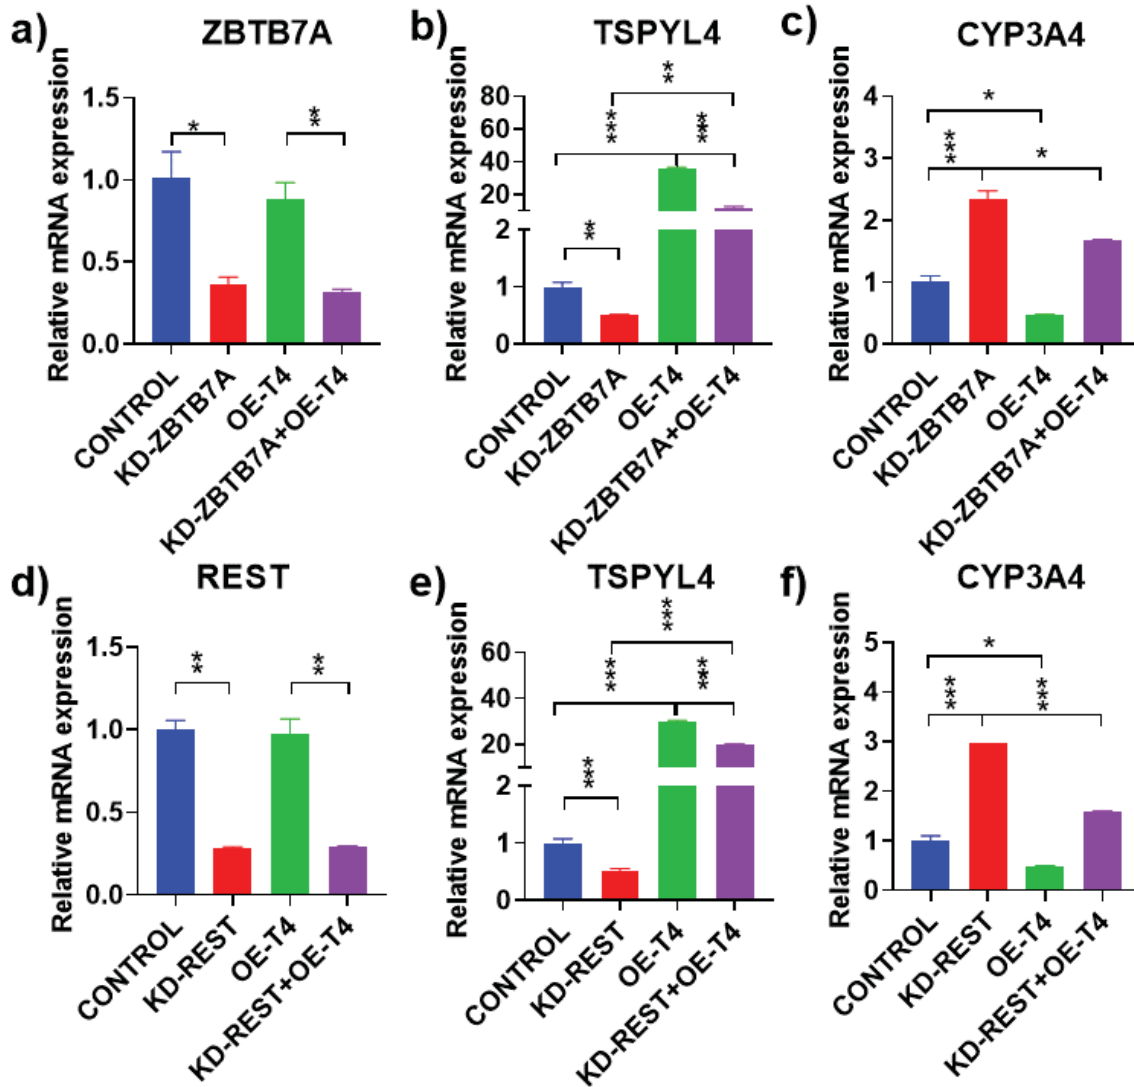 a)
ZBTB7A
Relative mRNA expression
1.5
1.0
0.5
0.0
*
**
CONTROL
KD-ZBTB7A
OE-T4
KD-ZBTB7A+OE-T4
b)
TSPYL4
Relative mRNA expression
80
60
40
20
2
1
0
**
***
***
**
CONTROL
KD-ZBTB7A
OE-T4
KD-ZBTB7A+OE-T4
c)
CYP3A4
Relative mRNA expression
4
3
2
1
0
*
***
*
CONTROL
KD-ZBTB7A
OE-T4
KD-ZBTB7A+OE-T4
d)
REST
Relative mRNA expression
1.5
1.0
0.5
0.0
**
**
CONTROL
KD-REST
OE-T4
KD-REST+OE-T4
e)
TSPYL4
Relative mRNA expression
60
40
20
2
1
0
***
***
***
***
CONTROL
KD-REST
OE-T4
KD-REST+OE-T4
f)
CYP3A4
Relative mRNA expression
5
4
3
2
1
0
*
***
***
CONTROL
KD-REST
OE-T4
KD-REST+OE-T4